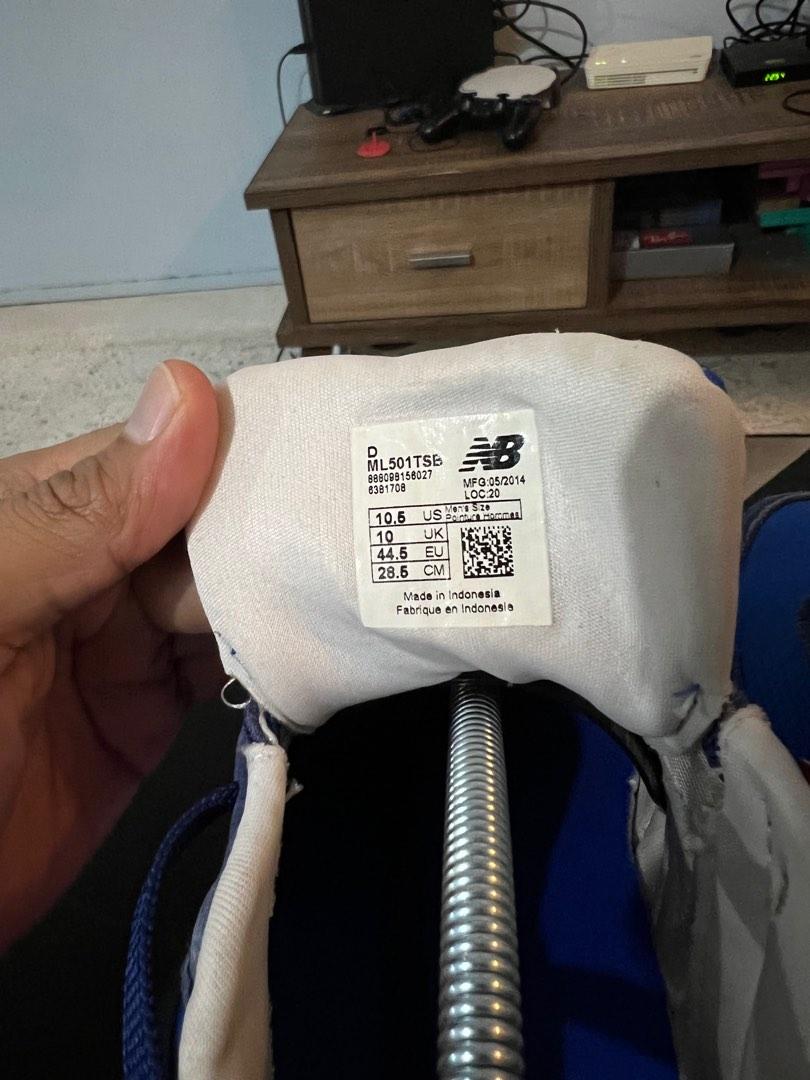 D
ML501TSB
NB
888098156027
6381708
MFG:05/2014
LOC:20
10.5 US Men's Size
Pointure Hommes
10 UK
44.5 EU
28.5 CM
Made in Indonesia
Fabrique en Indonesie